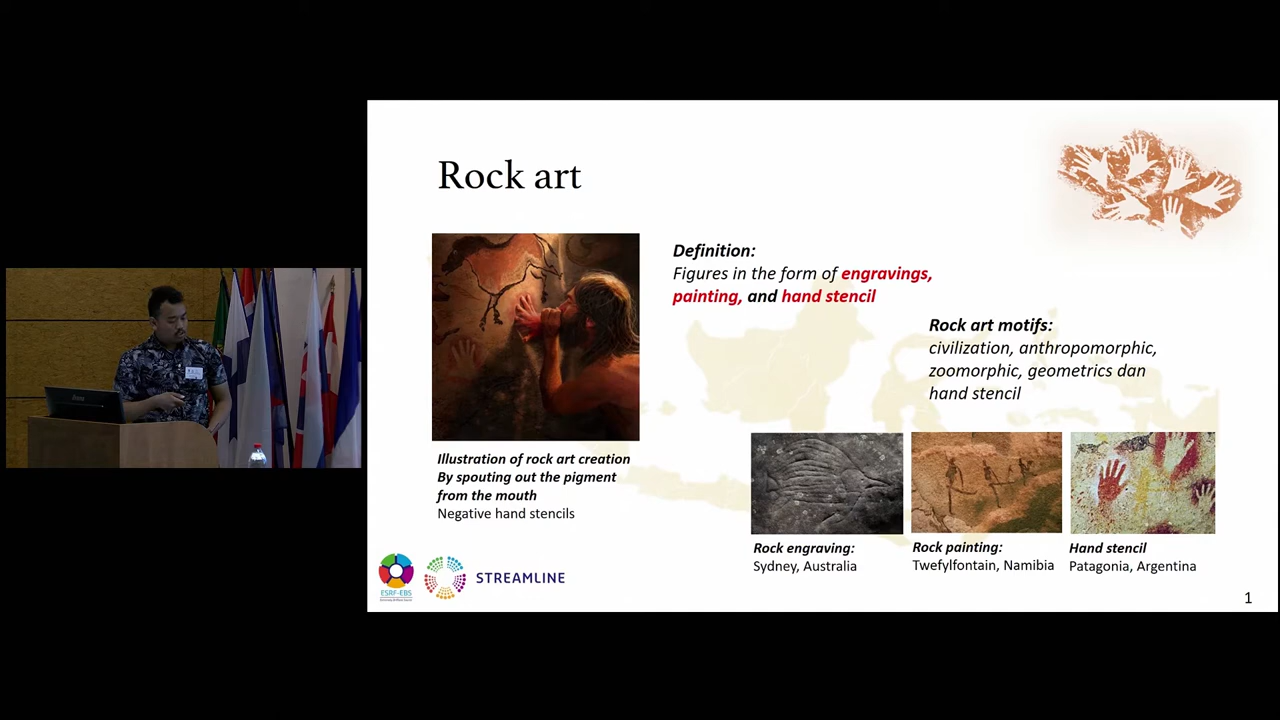 Rock art
Definition:
Figures in the form of engravings,
painting, and hand stencil
Rock art motifs:
civilization, anthropomorphic,
zoomorphic, geometrics dan
hand stencil
Illustration of rock art creation
By spouting out the pigment
from the mouth
Negative hand stencils
Rock engraving:
Sydney, Australia
Rock painting:
Twefylfontain, Namibia
Hand stencil
Patagonia, Argentina
ESRF-EBS
STREAMLINE
1